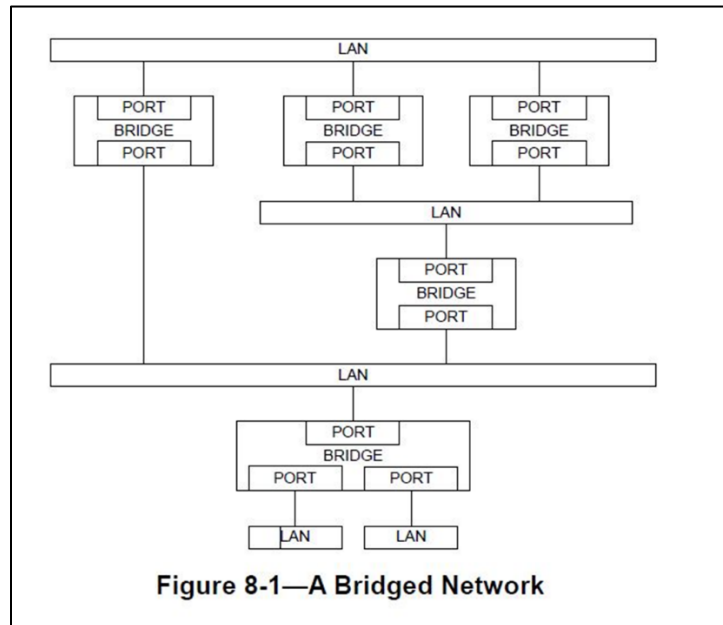 LAN
PORT PORT PORT
BRIDGE BRIDGE BRIDGE
PORT PORT PORT
LAN
PORT
BRIDGE
PORT
LAN
PORT
BRIDGE
PORT PORT
LAN LAN
Figure 8-1—A Bridged Network